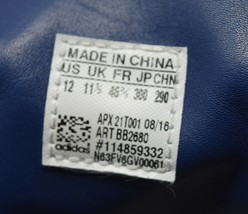 MADE IN CHINA
US UK FR JP CHN
12 11½ 46⅔ 300 290
APX 21T001 08/16
ART BB2680
#114859332
adidas N63FV6GV00061